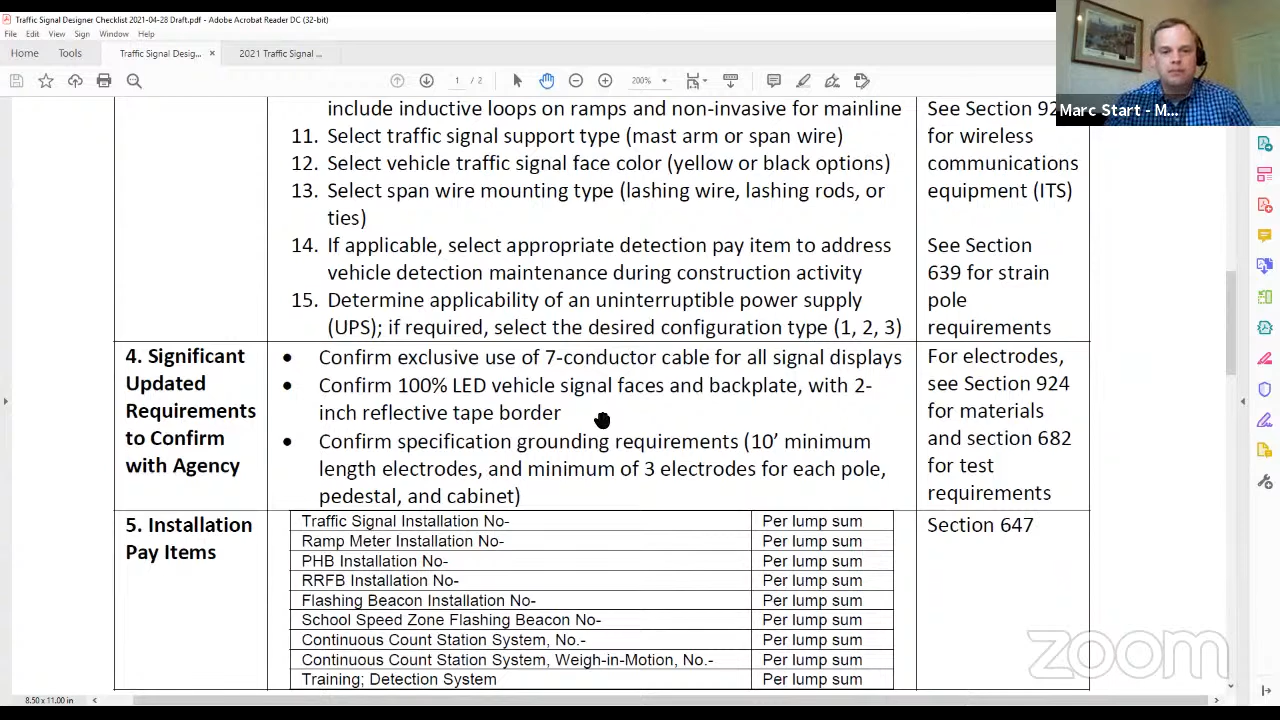 Traffic Signal Designer Checklist 2021-04-28 Draft.pdf - Adobe Acrobat Reader DC (32-bit)
File Edit View Sign Window Help
Home Tools Traffic Signal Desig... × 2021 Traffic Signal ...
1 / 2 200%
include inductive loops on ramps and non-invasive for mainline
11. Select traffic signal support type (mast arm or span wire)
12. Select vehicle traffic signal face color (yellow or black options)
13. Select span wire mounting type (lashing wire, lashing rods, or
ties)
14. If applicable, select appropriate detection pay item to address
vehicle detection maintenance during construction activity
15. Determine applicability of an uninterruptible power supply
(UPS); if required, select the desired configuration type (1, 2, 3)
See Section 92
for wireless
communications
equipment (ITS)
See Section
639 for strain
pole
requirements
4. Significant
Updated
Requirements
to Confirm
with Agency
• Confirm exclusive use of 7-conductor cable for all signal displays
• Confirm 100% LED vehicle signal faces and backplate, with 2-
inch reflective tape border
• Confirm specification grounding requirements (10’ minimum
length electrodes, and minimum of 3 electrodes for each pole,
pedestal, and cabinet)
For electrodes,
see Section 924
for materials
and section 682
for test
requirements
5. Installation
Pay Items
Traffic Signal Installation No- Per lump sum
Ramp Meter Installation No- Per lump sum
PHB Installation No- Per lump sum
RRFB Installation No- Per lump sum
Flashing Beacon Installation No- Per lump sum
School Speed Zone Flashing Beacon No- Per lump sum
Continuous Count Station System, No.- Per lump sum
Continuous Count Station System, Weigh-in-Motion, No.- Per lump sum
Training; Detection System Per lump sum
Section 647
Marc Start - M...
zoom
8.50 x 11.00 in